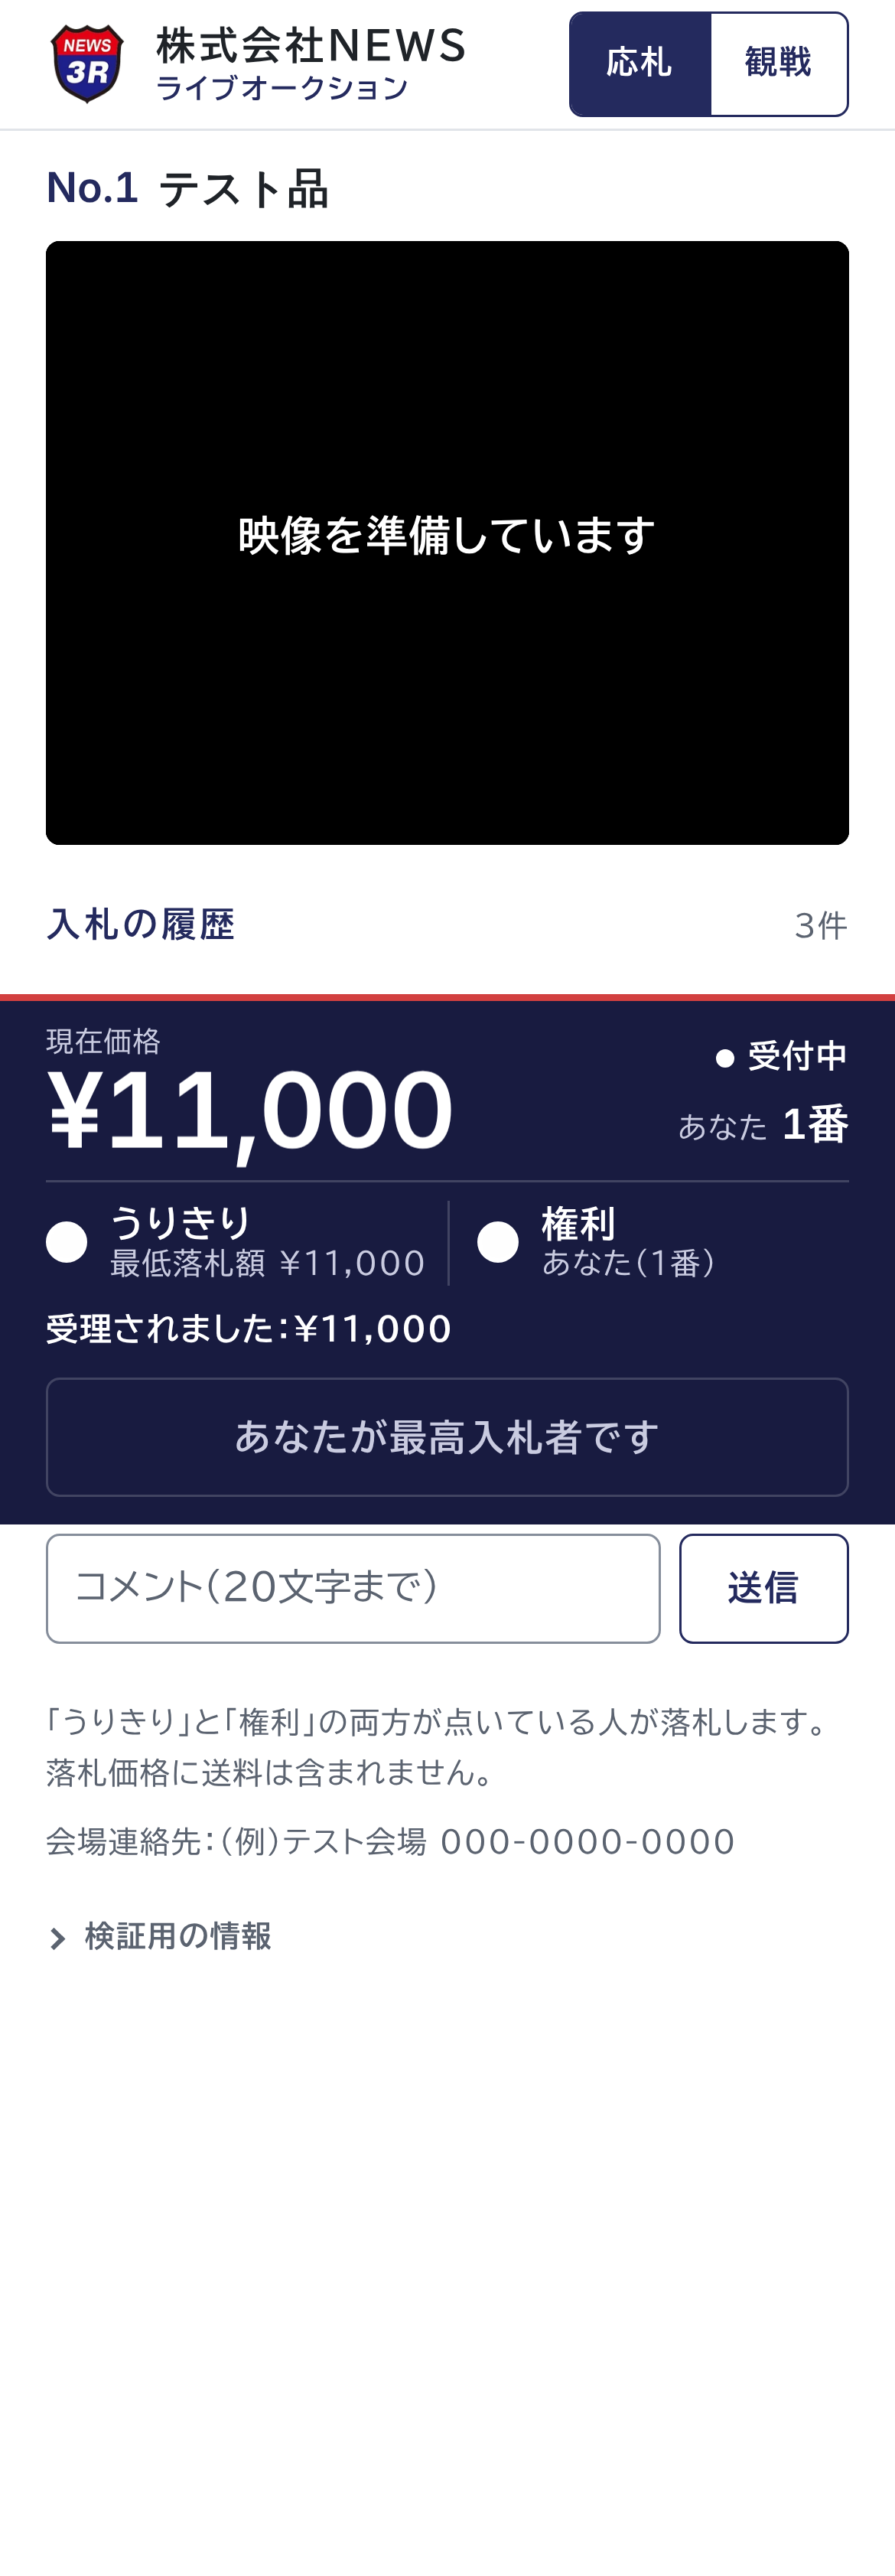 NEWS
3R
株式会社NEWS
ライブオークション
応札
観戦
No.1 テスト品
映像を準備しています
入札の履歴
3件
現在価格
¥11,000
受付中
あなた 1番
うりきり
最低落札額 ¥11,000
権利
あなた(1番)
受理されました:¥11,000
あなたが最高入札者です
コメント(20文字まで)
送信
「うりきり」と「権利」の両方が点いている人が落札します。
落札価格に送料は含まれません。
会場連絡先:(例)テスト会場 000-0000-0000
検証用の情報